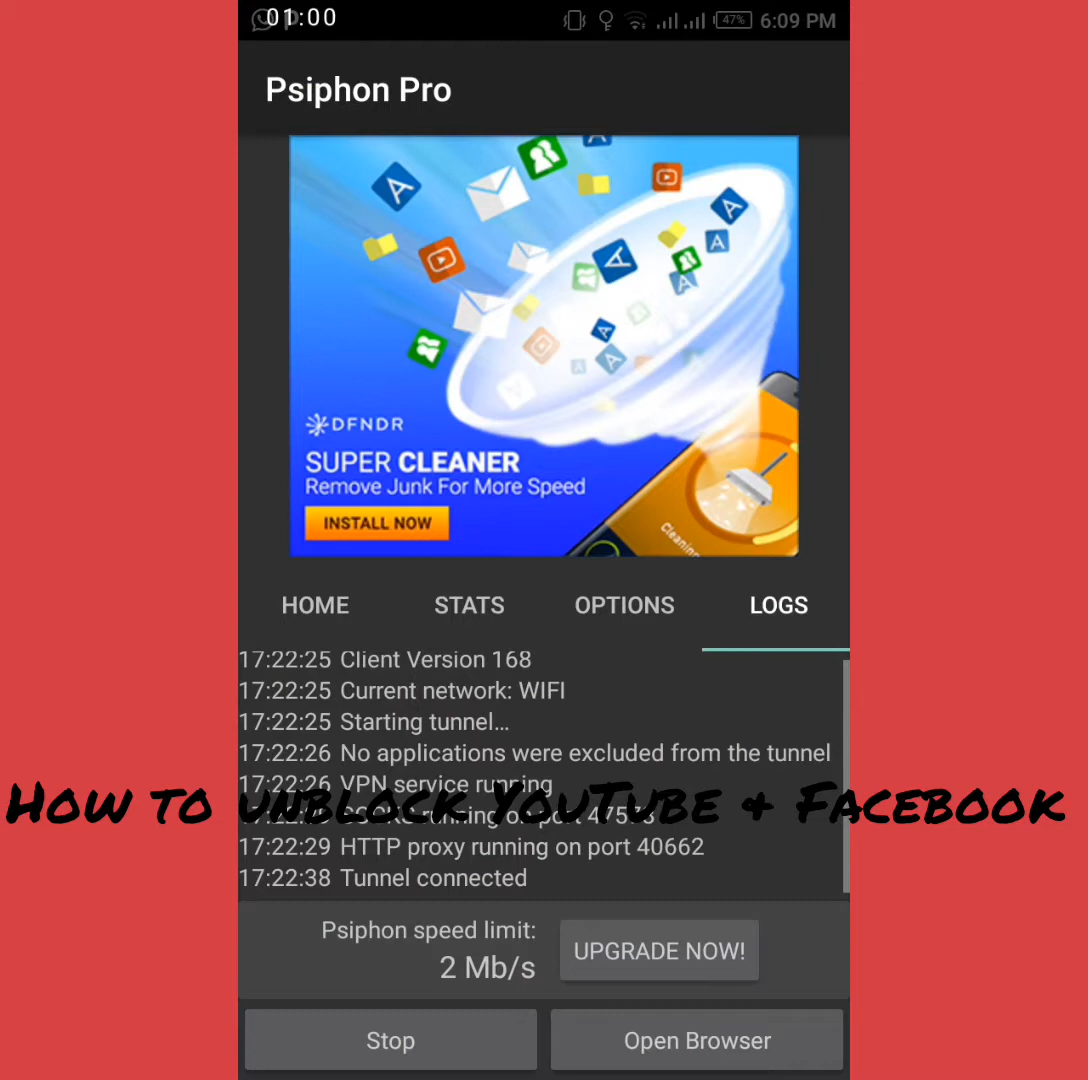 01:00
47%
6:09 PM
Psiphon Pro
DFNDR
SUPER CLEANER
Remove Junk For More Speed
INSTALL NOW
Cleaning
HOME STATS OPTIONS LOGS
17:22:25 Client Version 168
17:22:25 Current network: WIFI
17:22:25 Starting tunnel...
17:22:26 No applications were excluded from the tunnel
17:22:26 VPN service running
How to unblock YouTube & Facebook
running on port
17:22:29 HTTP proxy running on port 40662
17:22:38 Tunnel connected
Psiphon speed limit:
2 Mb/s
UPGRADE NOW!
Stop
Open Browser